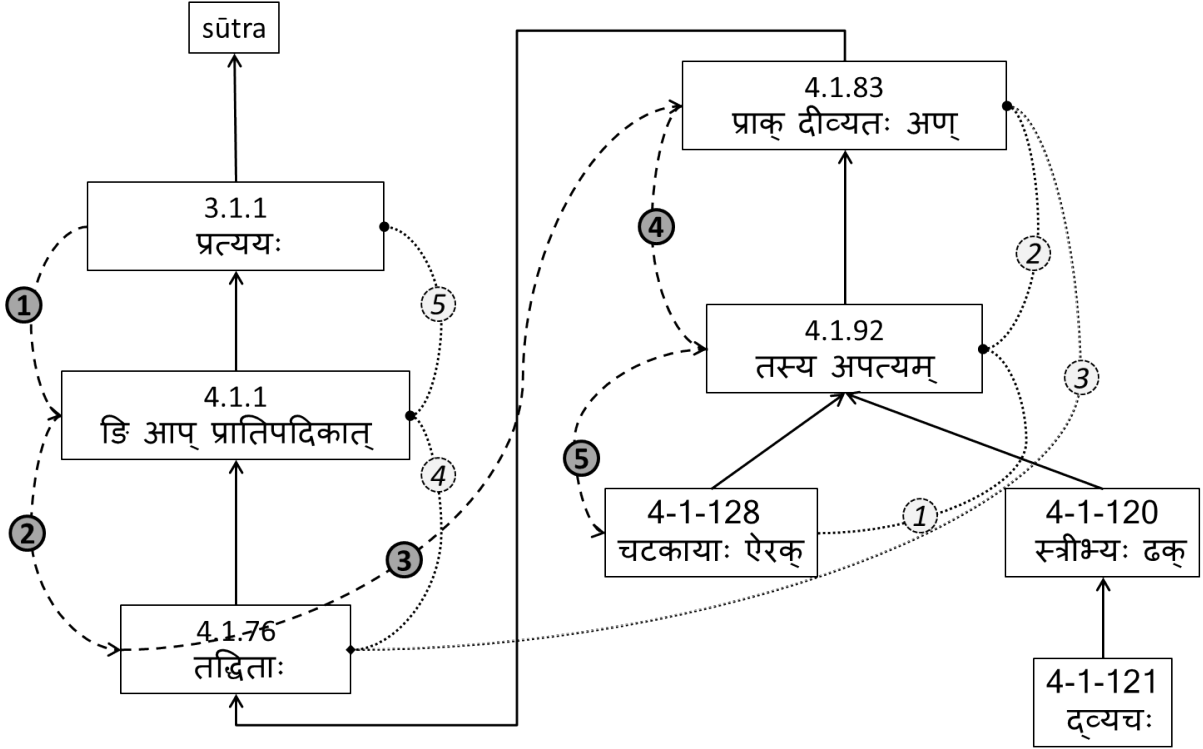 sūtra
3.1.1
प्रत्ययः
1
5
4.1.1
ङि आप् प्रातिपदिकात्
2
4
3
4.1.76
तद्धिताः
4.1.83
प्राक् दीव्यतः अण्
4
2
4.1.92
तस्य अपत्यम्
3
5
4-1-128
चटकायाः ऐरक्
1
4-1-120
स्त्रीभ्यः ढक्
4-1-121
द्व्यचः